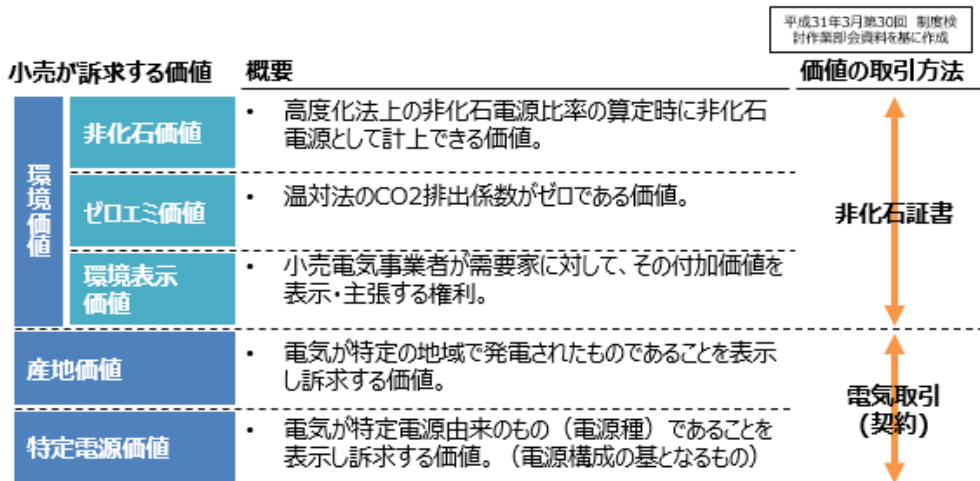 平成31年3月第30回 制度検
討作業部会資料を基に作成
小売が訴求する価値
概要
価値の取引方法
環境価値
非化石価値
• 高度化法上の非化石電源比率の算定時に非化石
電源として計上できる価値。
ゼロエミ価値
• 温対法のCO2排出係数がゼロである価値。
環境表示
価値
• 小売電気事業者が需要家に対して、その付加価値を
表示・主張する権利。
非化石証書
産地価値
• 電気が特定の地域で発電されたものであることを表示
し訴求する価値。
特定電源価値
• 電気が特定電源由来のもの（電源種）であることを
表示し訴求する価値。（電源構成の基となるもの）
電気取引
(契約)